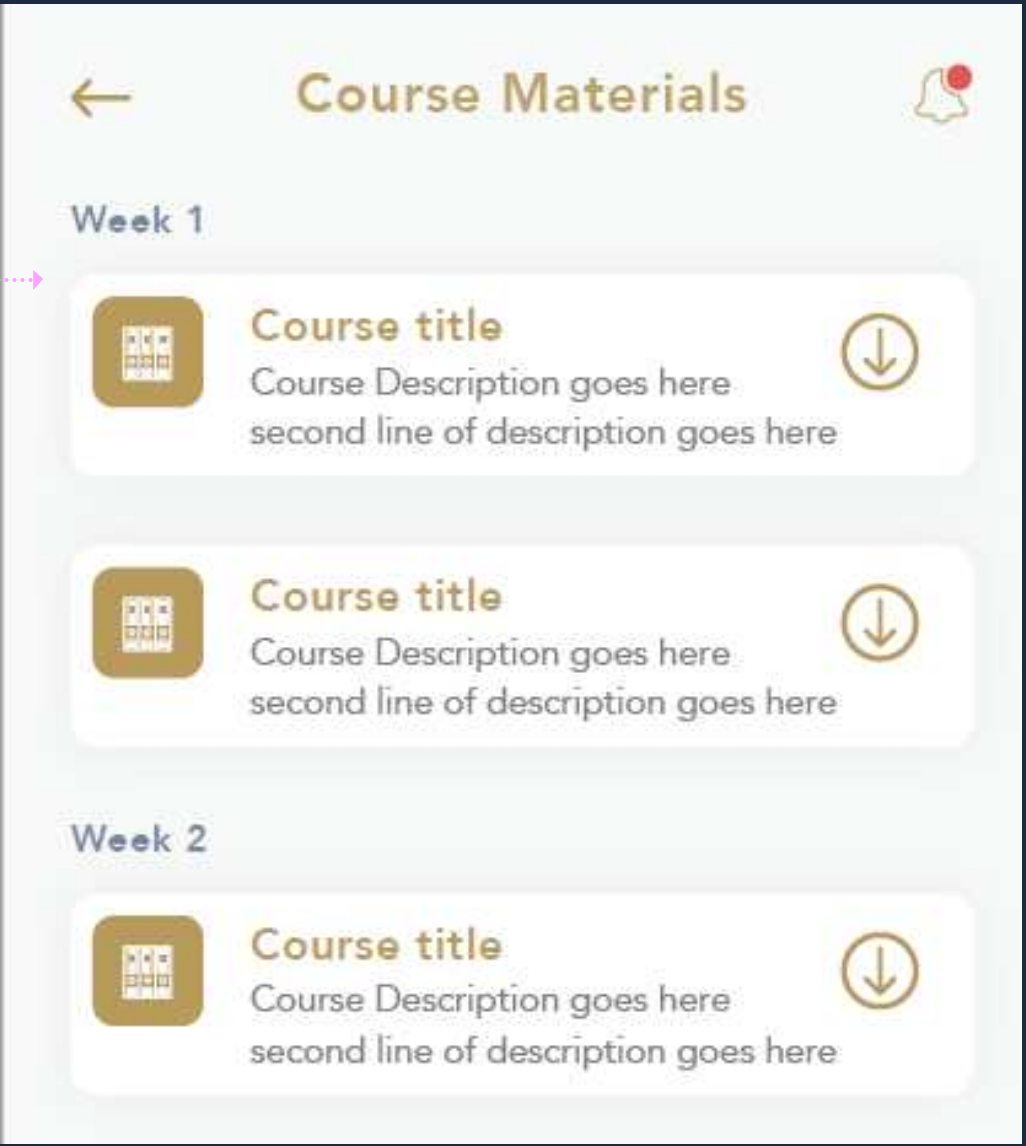 Course Materials
Week 1
Course title
Course Description goes here
second line of description goes here
Course title
Course Description goes here
second line of description goes here
Week 2
Course title
Course Description goes here
second line of description goes here